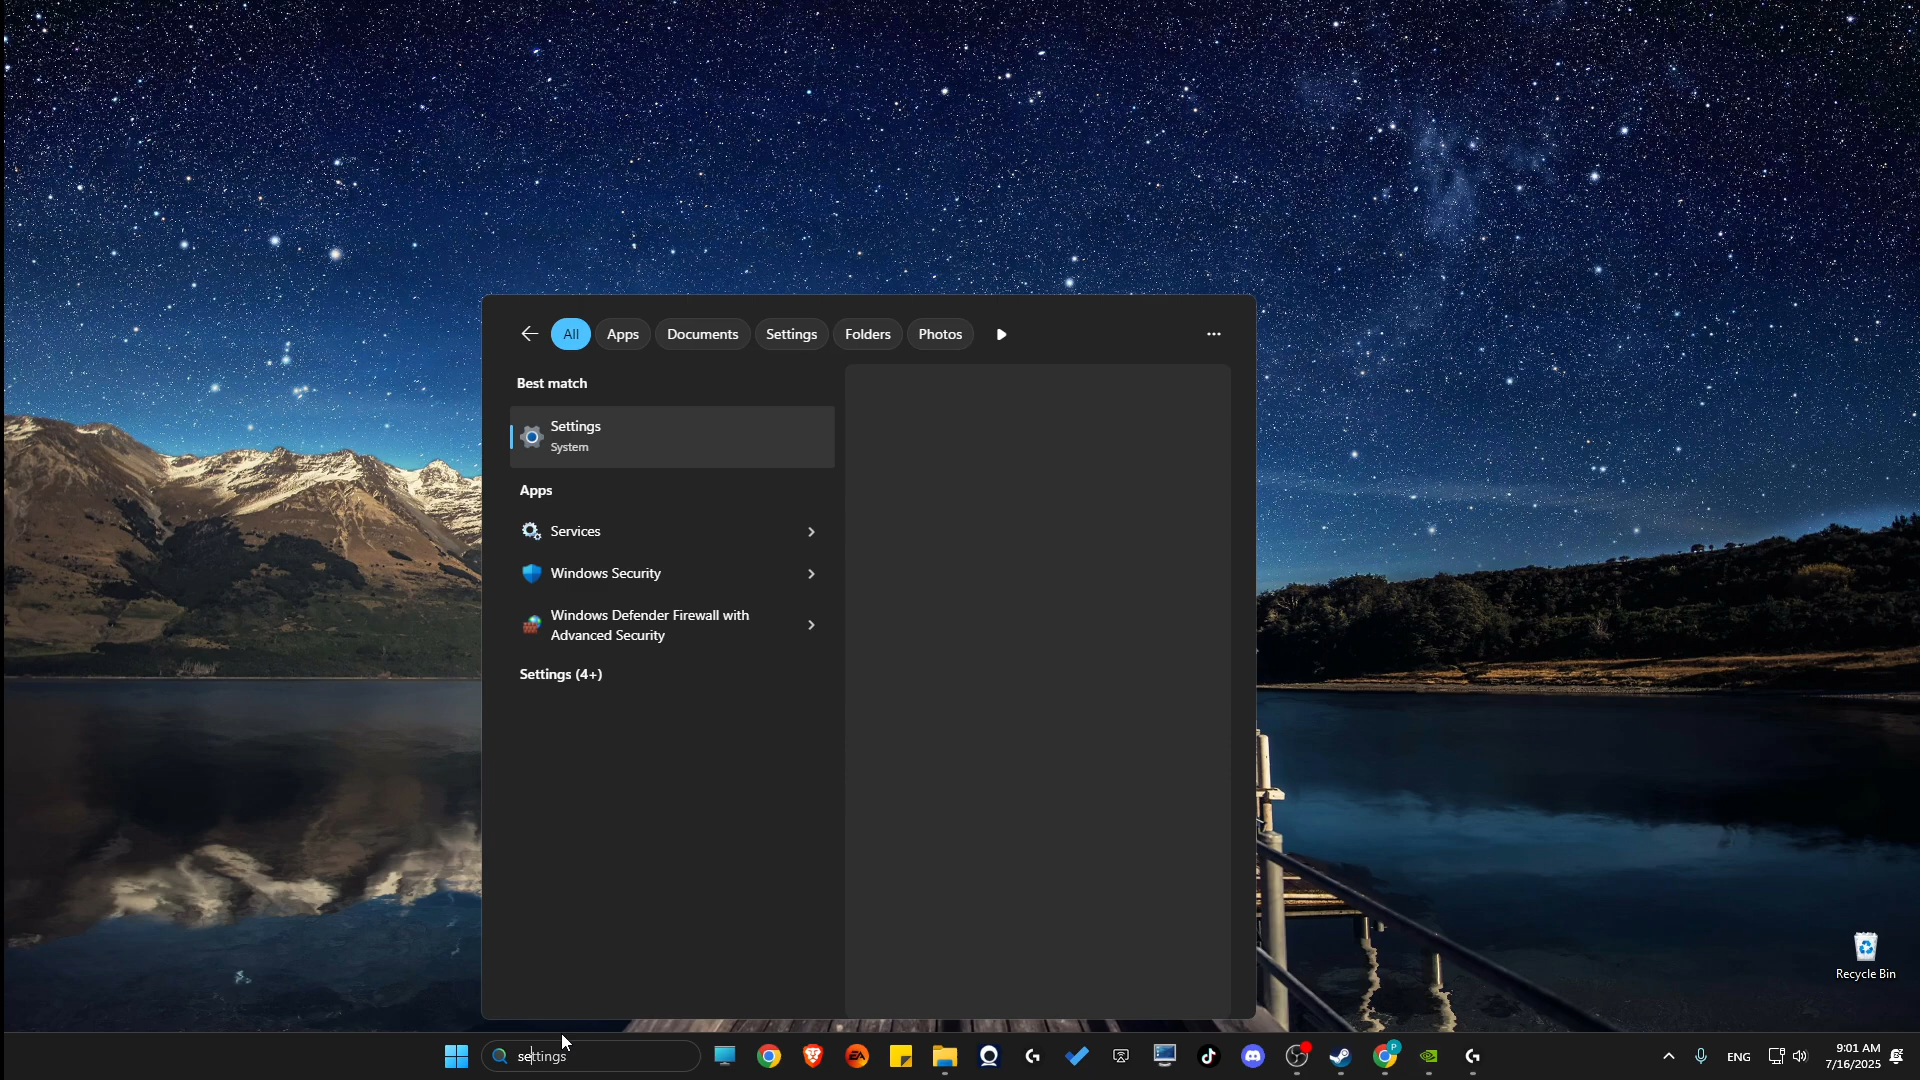 All
Apps
Documents
Settings
Folders
Photos
Best match
Settings
System
Apps
Services
Windows Security
Windows Defender Firewall with
Advanced Security
Settings (4+)
Recycle Bin
settings
EA
P
ENG
9:01 AM
7/16/2025